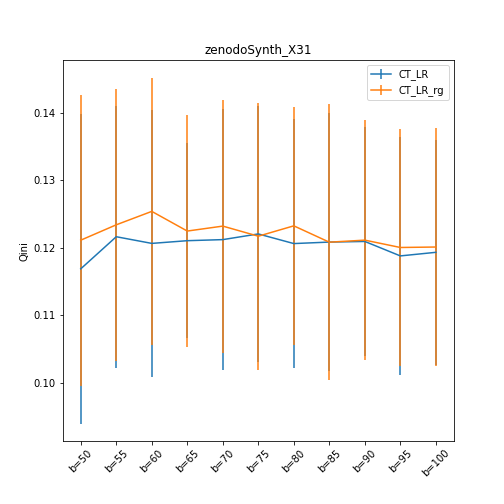 zenodoSynth_X31
CT_LR
CT_LR_rg
Qini
0.14
0.13
0.12
0.11
0.10
b=50
b=55
b=60
b=65
b=70
b=75
b=80
b=85
b=90
b=95
b=100